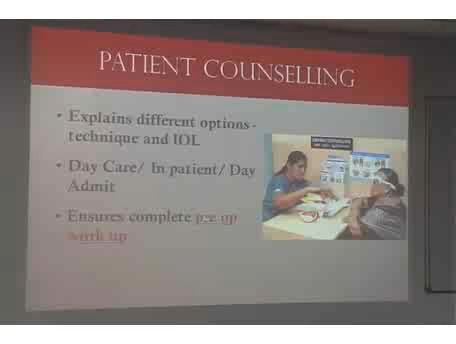 PATIENT COUNSELLING
• Explains different options -
technique and IOL
• Day Care/ In patient/ Day
Admit
• Ensures complete pre op
work up